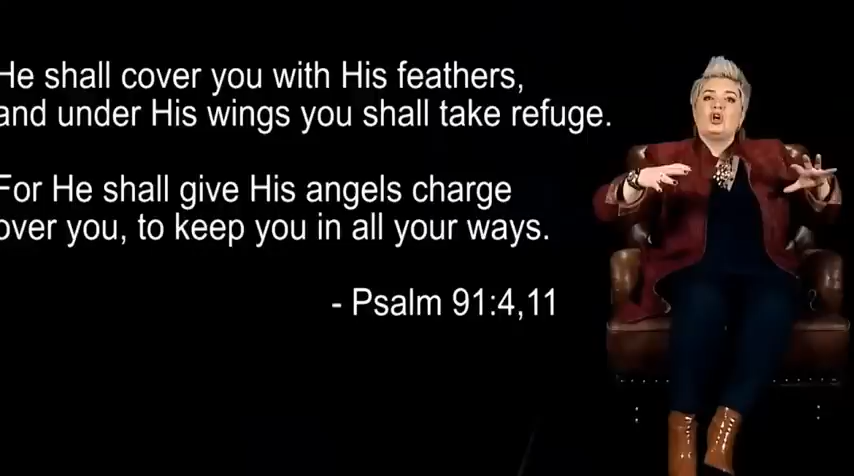 He shall cover you with His feathers,
and under His wings you shall take refuge.
For He shall give His angels charge
over you, to keep you in all your ways.
- Psalm 91:4,11